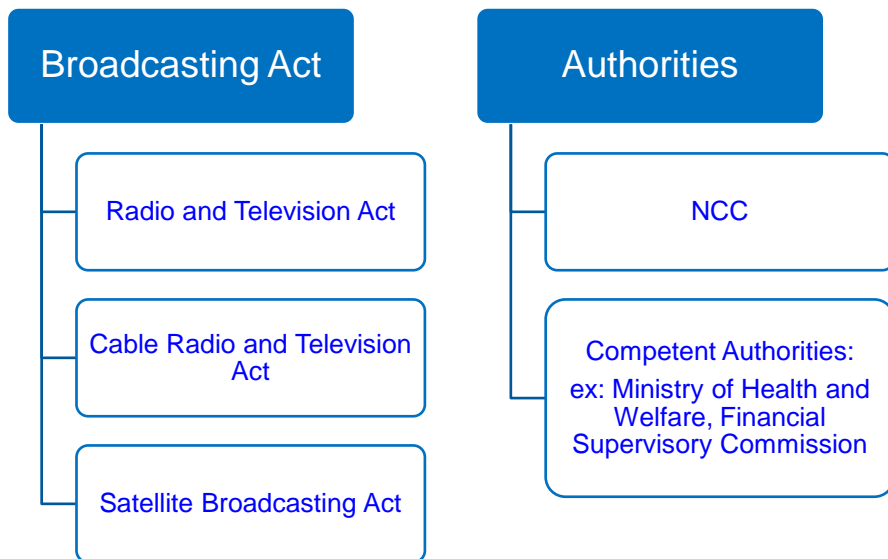 Broadcasting Act
Radio and Television Act
Cable Radio and Television
Act
Satellite Broadcasting Act
Authorities
NCC
Competent Authorities:
ex: Ministry of Health and
Welfare, Financial
Supervisory Commission